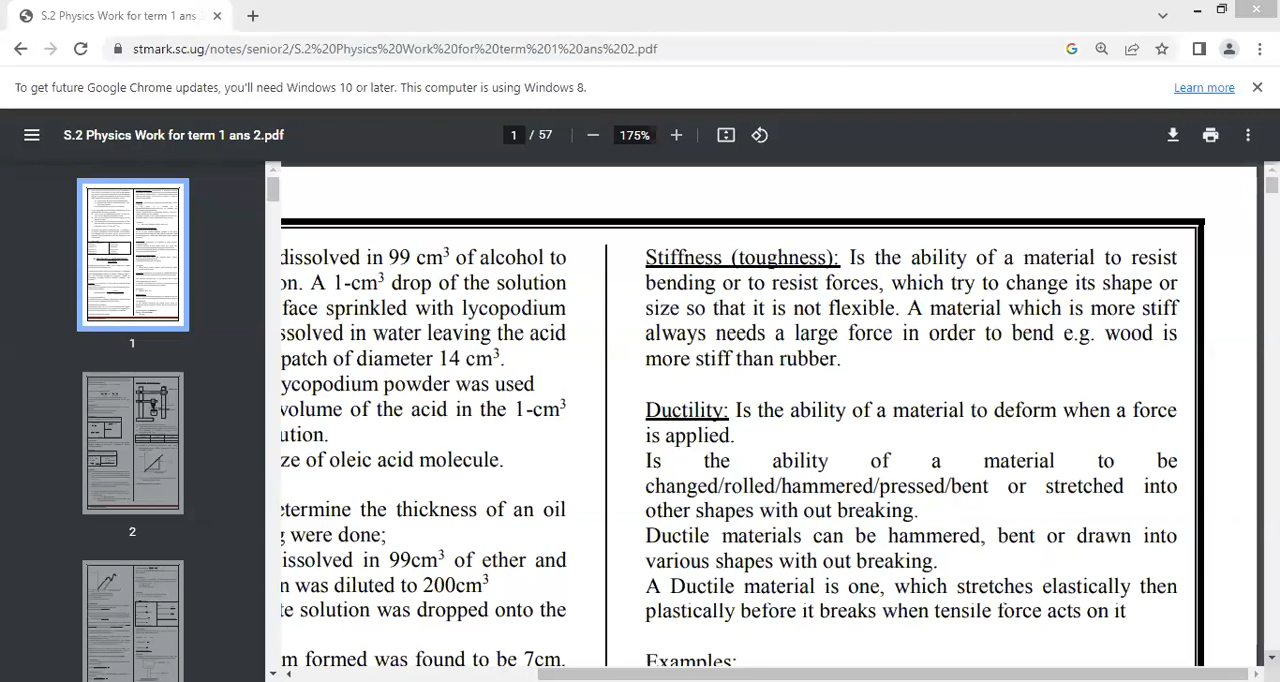 S.2 Physics Work for term 1 ans
stmark.sc.ug/notes/senior2/S.2%20Physics%20Work%20for%20term%201%20ans%202.pdf
To get future Google Chrome updates, you'll need Windows 10 or later. This computer is using Windows 8.
Learn more
S.2 Physics Work for term 1 ans 2.pdf
1 / 57
175%
1
2
dissolved in 99 cm³ of alcohol to
on. A 1-cm³ drop of the solution
face sprinkled with lycopodium
ssolved in water leaving the acid
patch of diameter 14 cm³.
ycopodium powder was used
volume of the acid in the 1-cm³
ution.
ze of oleic acid molecule.
etermine the thickness of an oil
g were done;
issolved in 99cm³ of ether and
n was diluted to 200cm³
te solution was dropped onto the
m formed was found to be 7cm.
Stiffness (toughness): Is the ability of a material to resist
bending or to resist forces, which try to change its shape or
size so that it is not flexible. A material which is more stiff
always needs a large force in order to bend e.g. wood is
more stiff than rubber.
Ductility: Is the ability of a material to deform when a force
is applied.
Is the ability of a material to be
changed/rolled/hammered/pressed/bent or stretched into
other shapes with out breaking.
Ductile materials can be hammered, bent or drawn into
various shapes with out breaking.
A Ductile material is one, which stretches elastically then
plastically before it breaks when tensile force acts on it
Examples: